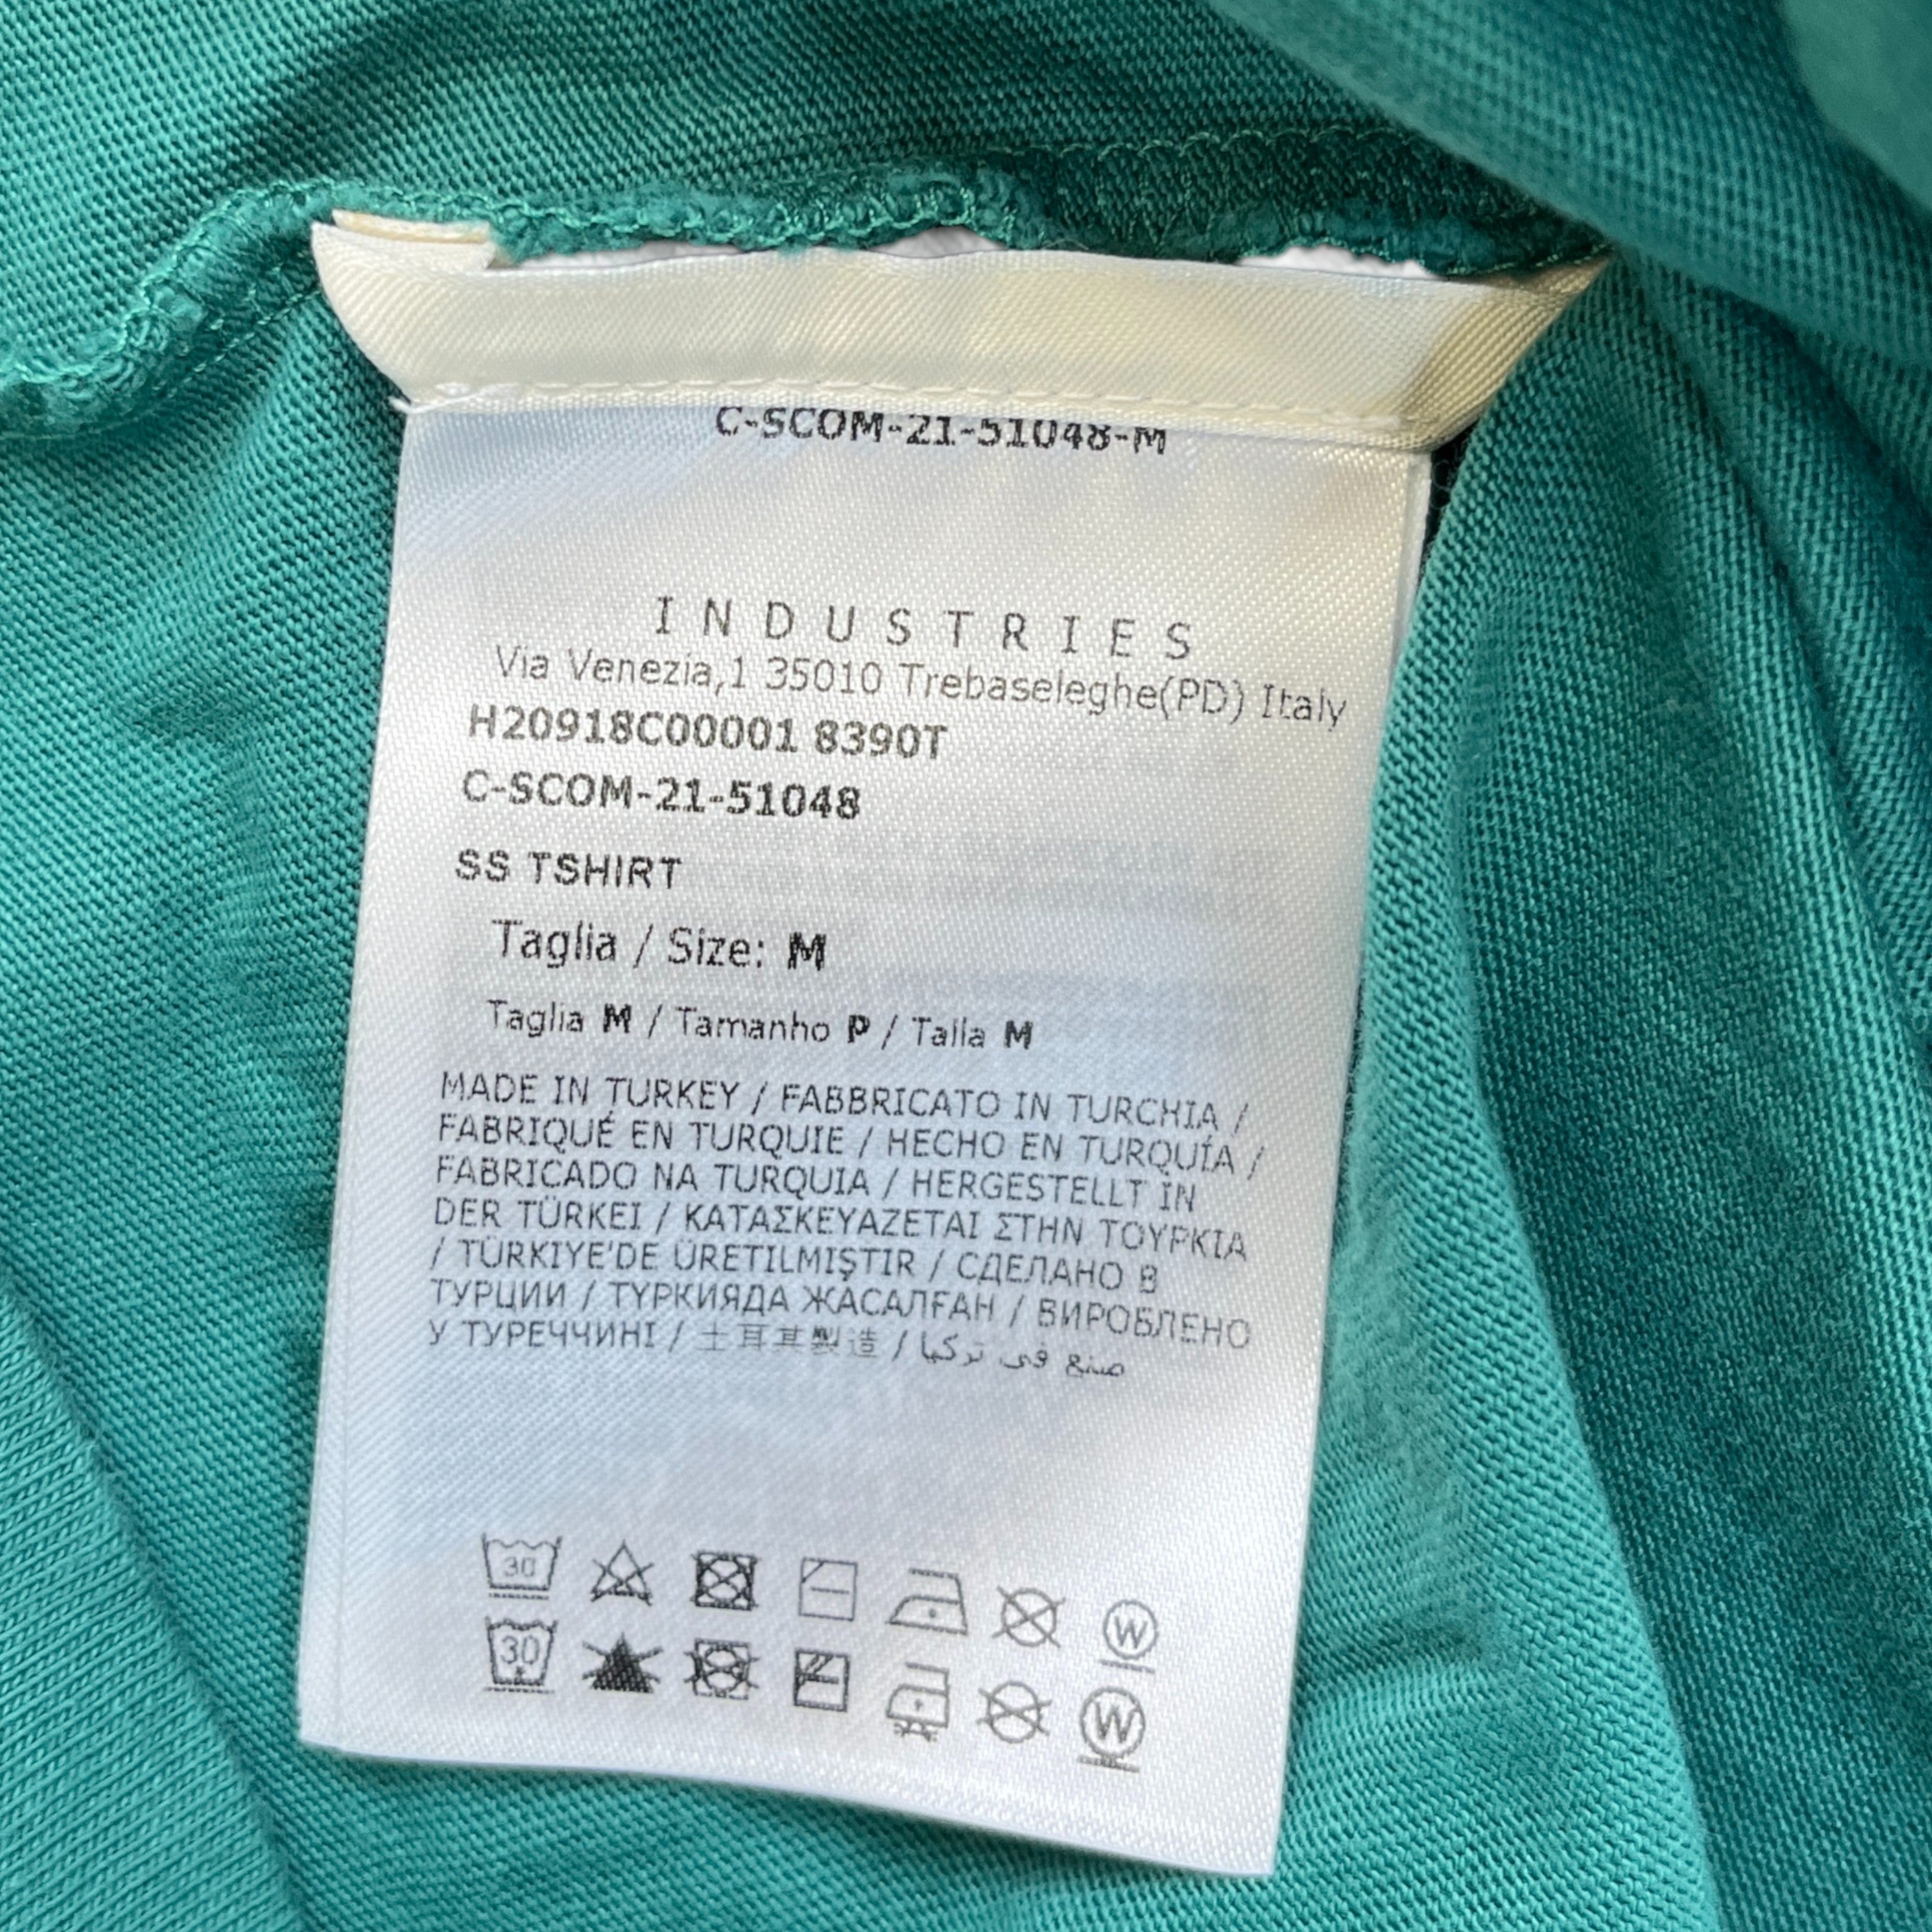 C-SCOM-21-51048-M
INDUSTRIES
Via Venezia,1 35010 Trebaseleghe(PD) Italy
H20918C00001 8390T
C-SCOM-21-51048
SS TSHIRT
Taglia / Size: M
Taglia M / Tamanho P / Talla M
MADE IN TURKEY / FABBRICATO IN TURCHIA /
FABRIQUÉ EN TURQUIE / HECHO EN TURQUÍA /
FABRICADO NA TURQUIA / HERGESTELLT IN
DER TÜRKEI / ΚΑΤΑΣΚΕΥΑΖΕΤΑΙ ΣΤΗΝ ΤΟΥΡΚΙΑ
/ TÜRKIYE'DE ÜRETILMIŞTIR / СДЕЛАНО В
ТУРЦИИ / ТҮРКИЯДА ЖАСАЛҒАН / ВИРОБЛЕНО
У ТУРЕЧЧИНІ / 土耳其製造 / صنع في تركيا
30
30
W
W